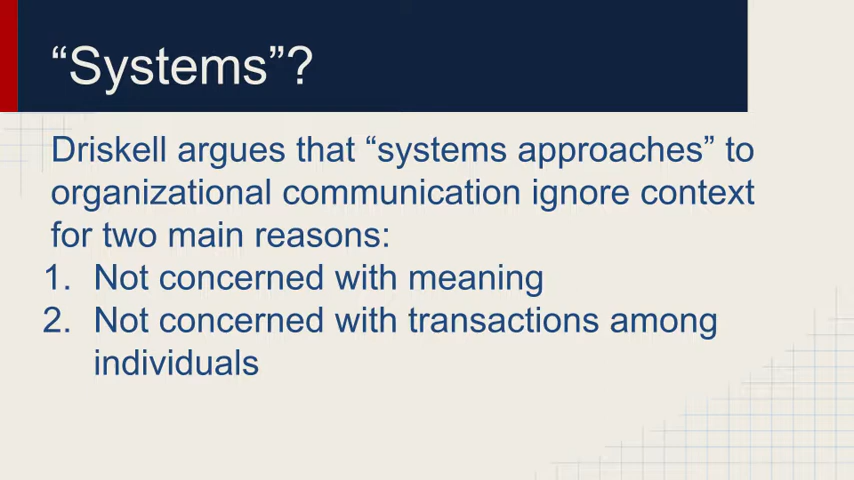 “Systems”?
Driskell argues that “systems approaches” to
organizational communication ignore context
for two main reasons:
1. Not concerned with meaning
2. Not concerned with transactions among
individuals